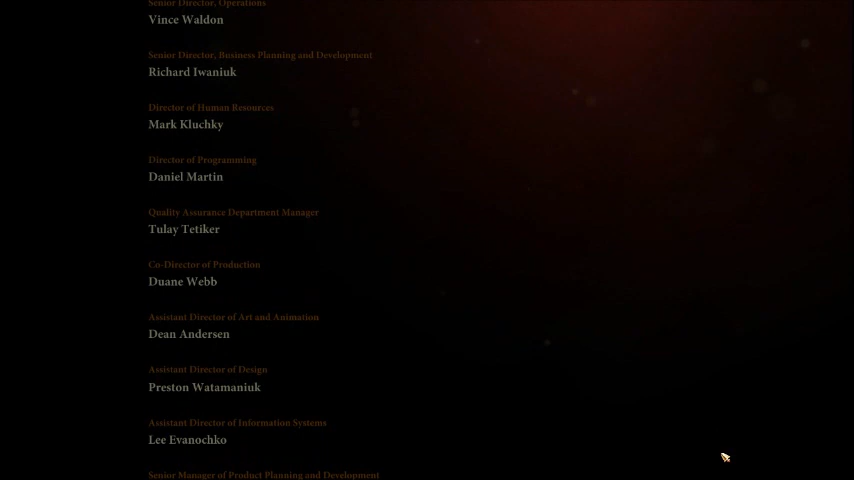 Senior Director, Operations
Vince Waldon
Senior Director, Business Planning and Development
Richard Iwaniuk
Director of Human Resources
Mark Kluchky
Director of Programming
Daniel Martin
Quality Assurance Department Manager
Tulay Tetiker
Co-Director of Production
Duane Webb
Assistant Director of Art and Animation
Dean Andersen
Assistant Director of Design
Preston Watamaniuk
Assistant Director of Information Systems
Lee Evanochko
Senior Manager of Product Planning and Development